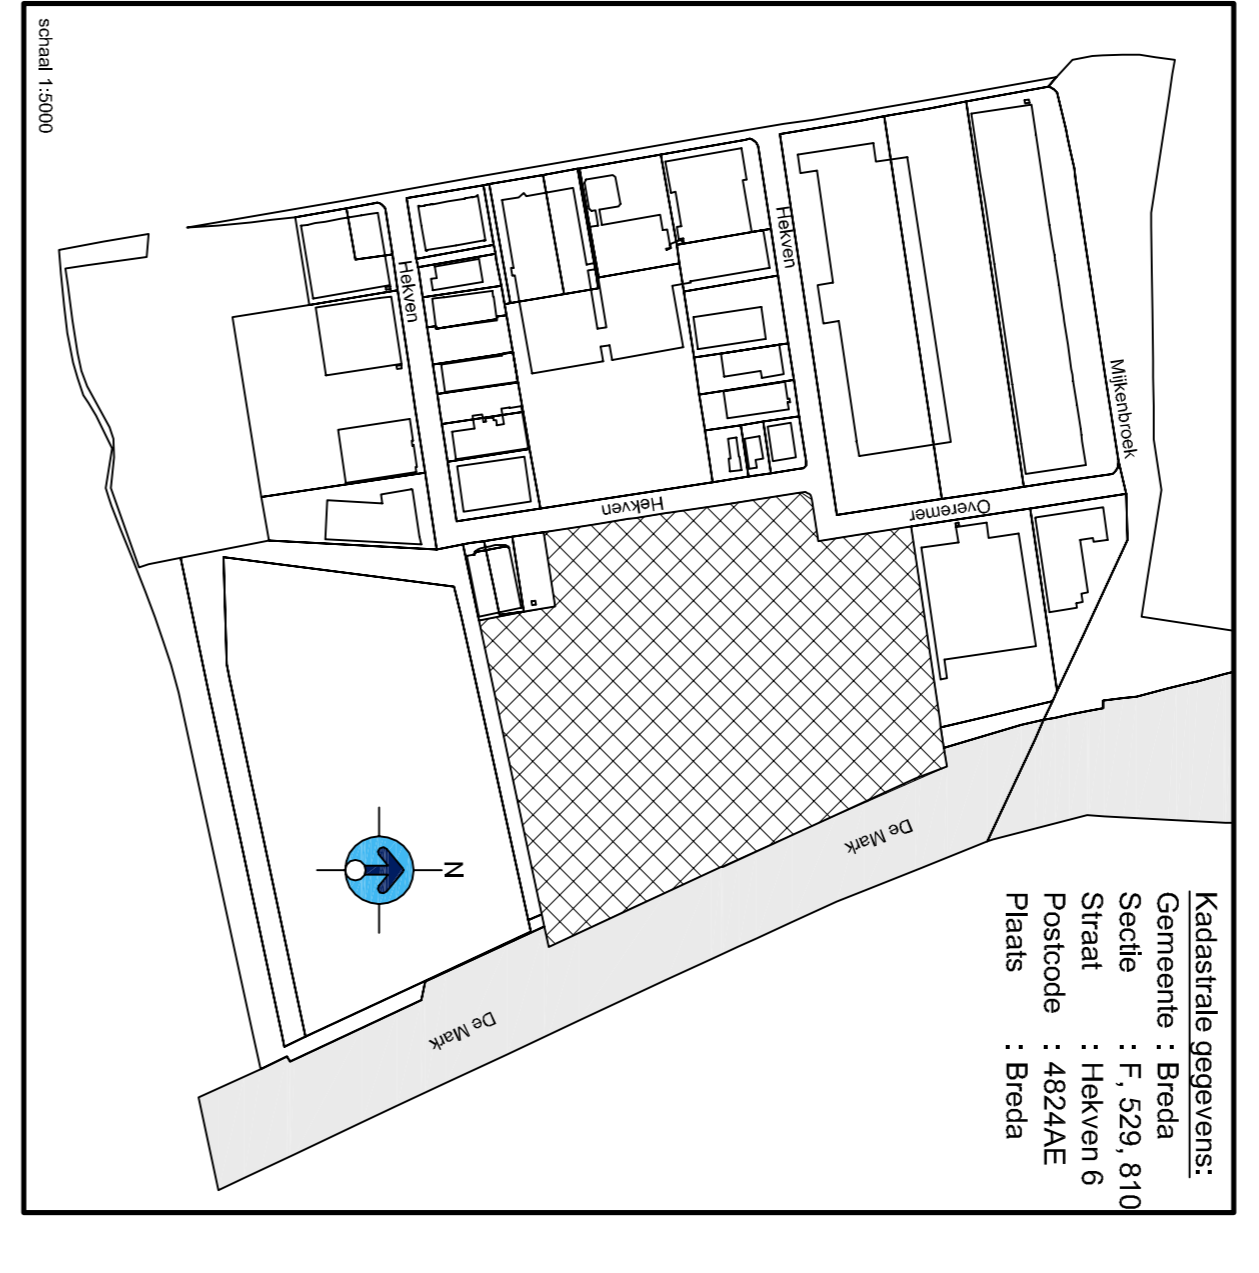 Kadastrale gegevens:
Gemeente : Breda
Sectie : F, 529, 810
Straat : Hekven 6
Postcode : 4824AE
Plaats : Breda
Mijkenbroek
Overemer
Hekven
Hekven
Hekven
De Mark
De Mark
N
schaal 1:5000